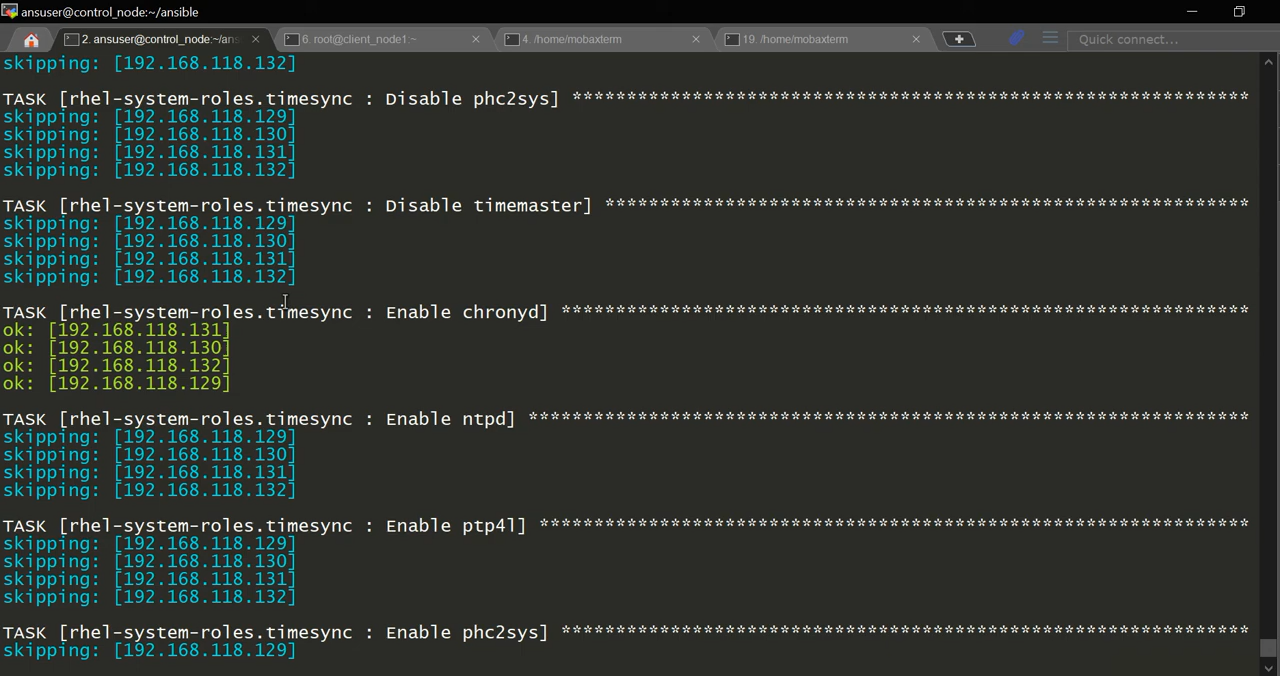 ansuser@control_node:~/ansible
2. ansuser@control_node:~/ans
6. root@client_node1:~
4. /home/mobaxterm
19. /home/mobaxterm
Quick connect...
skipping: [192.168.118.132]
TASK [rhel-system-roles.timesync : Disable phc2sys] **************************************************************
skipping: [192.168.118.129]
skipping: [192.168.118.130]
skipping: [192.168.118.131]
skipping: [192.168.118.132]
TASK [rhel-system-roles.timesync : Disable timemaster] ***********************************************************
skipping: [192.168.118.129]
skipping: [192.168.118.130]
skipping: [192.168.118.131]
skipping: [192.168.118.132]
TASK [rhel-system-roles.timesync : Enable chronyd] ***************************************************************
ok: [192.168.118.131]
ok: [192.168.118.130]
ok: [192.168.118.132]
ok: [192.168.118.129]
TASK [rhel-system-roles.timesync : Enable ntpd] ******************************************************************
skipping: [192.168.118.129]
skipping: [192.168.118.130]
skipping: [192.168.118.131]
skipping: [192.168.118.132]
TASK [rhel-system-roles.timesync : Enable ptp4l] *****************************************************************
skipping: [192.168.118.129]
skipping: [192.168.118.130]
skipping: [192.168.118.131]
skipping: [192.168.118.132]
TASK [rhel-system-roles.timesync : Enable phc2sys] ***************************************************************
skipping: [192.168.118.129]